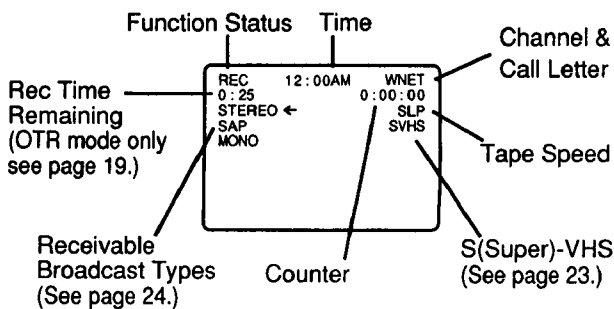 Function Status
Time
Channel &
Call Letter
Rec Time
Remaining
(OTR mode only
see page 19.)
REC 12:00AM WNET
0:25 0:00:00
STEREO ← SLP
SAP SVHS
MONO
Tape Speed
Receivable
Broadcast Types
(See page 24.)
Counter
S(Super)-VHS
(See page 23.)